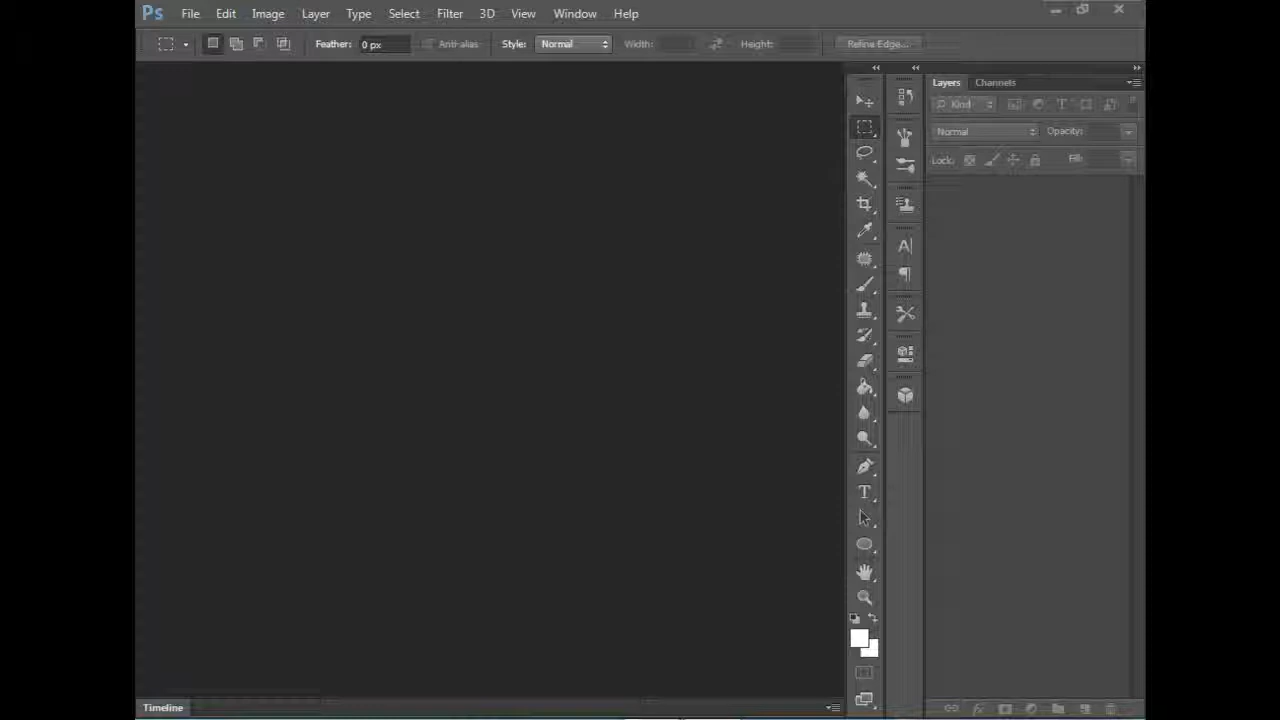 Ps File Edit Image Layer Type Select Filter 3D View Window Help
Feather: 0 px Anti-alias Style: Normal Width: Height: Refine Edge...
Layers Channels
Kind
Normal Opacity:
Lock: Fill:
Timeline